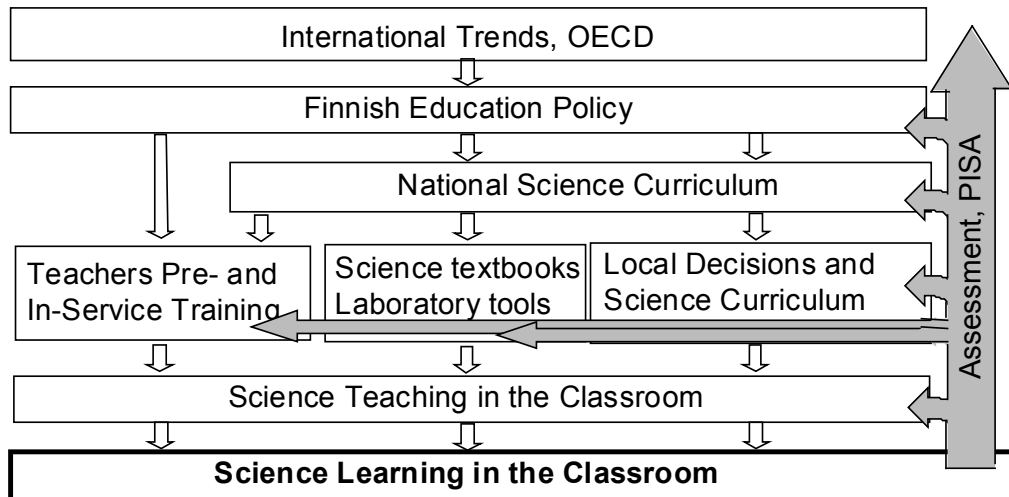 International Trends, OECD
Finnish Education Policy
National Science Curriculum
Teachers Pre- and
In-Service Training
Science textbooks
Laboratory tools
Local Decisions and
Science Curriculum
Science Teaching in the Classroom
Science Learning in the Classroom
Assessment, PISA